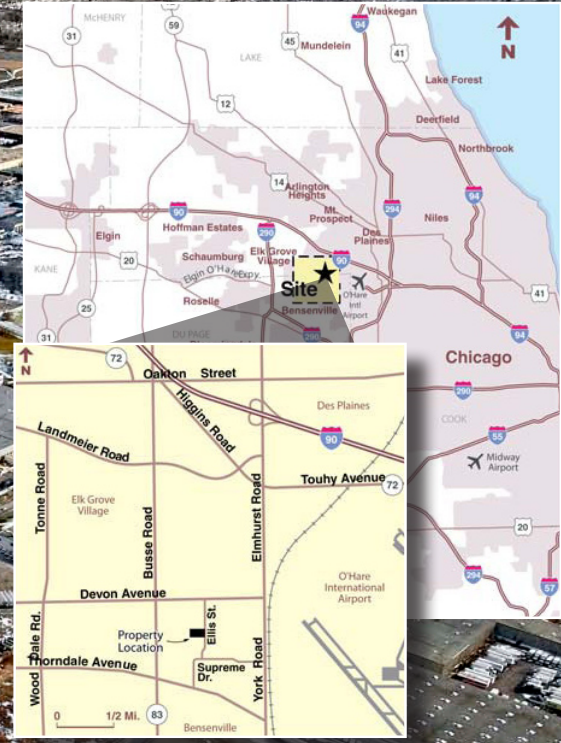 McHENRY
LAKE
KANE
DU PAGE
COOK
Waukegan
Mundelein
Lake Forest
Deerfield
Northbrook
Arlington
Heights
Mt.
Prospect
Des
Plaines
Niles
Hoffman Estates
Elgin
Schaumburg
Elk Grove
Village
Elgin O'Hare Expy
Roselle
Site
Bensenville
O'Hare
Intl
Airport
Chicago
Midway
Airport
N
31
59
94
45
41
12
14
294
94
90
290
90
20
25
31
41
94
290
55
20
294
57
N
72
Oakton Street
Higgins Road
Des Plaines
90
Landmeier Road
Touhy Avenue
72
Tonne Road
Elk Grove
Village
Busse Road
Elmhurst Road
O'Hare
International
Airport
Devon Avenue
Ellis St.
Property
Location
Wood Dale Rd.
Thorndale Avenue
Supreme
Dr.
York Road
0 1/2 Mi.
83
Bensenville